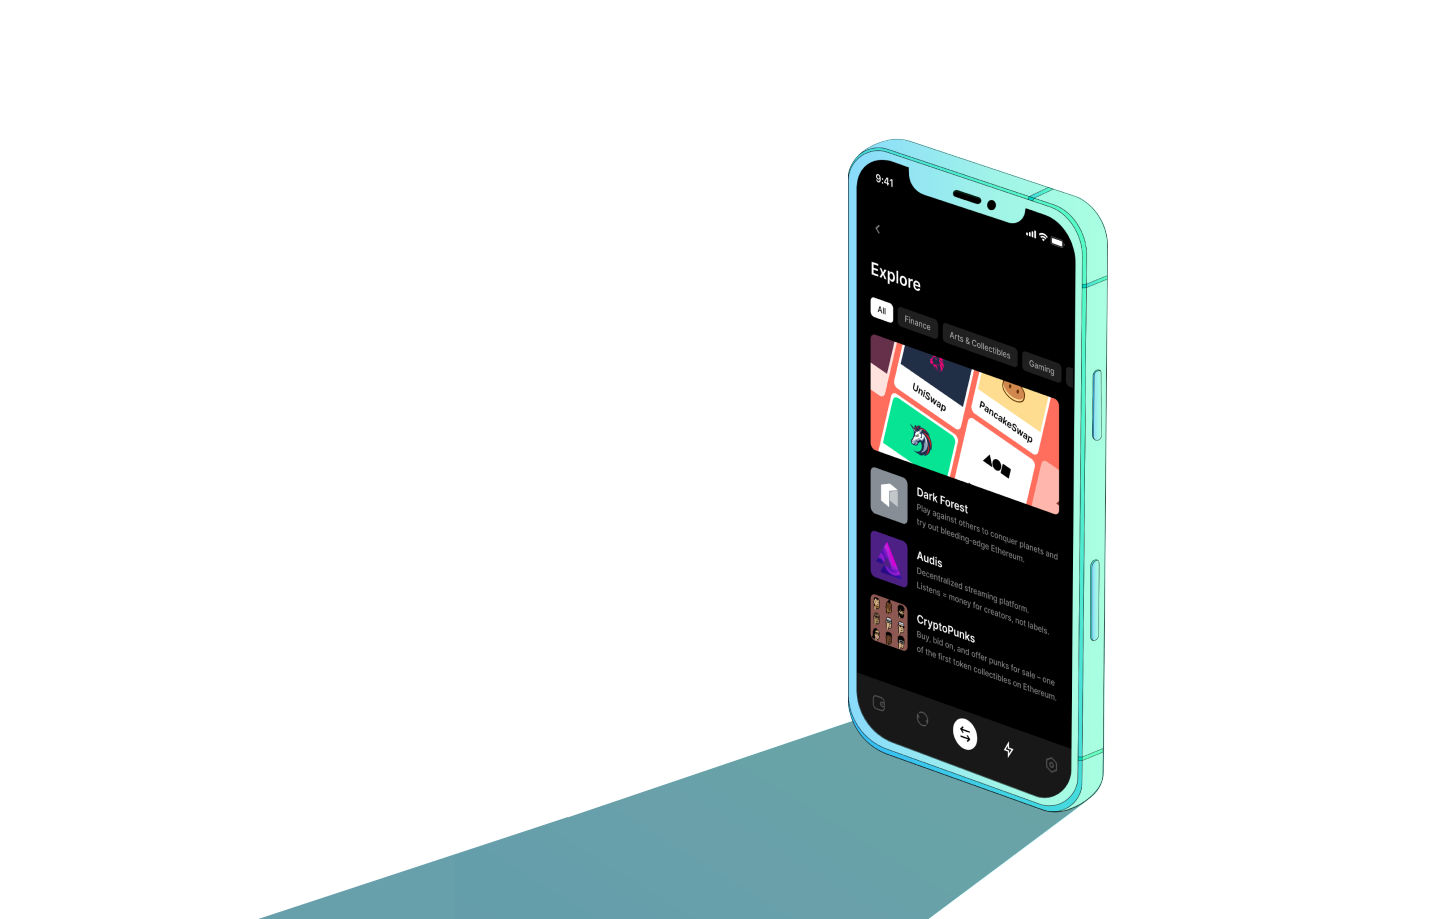 9:41
Explore
All
Finance
Arts & Collectibles
Gaming
UniSwap
PancakeSwap
Dark Forest
Play against others to conquer planets and
try out bleeding-edge Ethereum.
Audis
Decentralized streaming platform.
Listens = money for creators, not labels.
CryptoPunks
Buy, bid on, and offer punks for sale – one
of the first token collectibles on Ethereum.